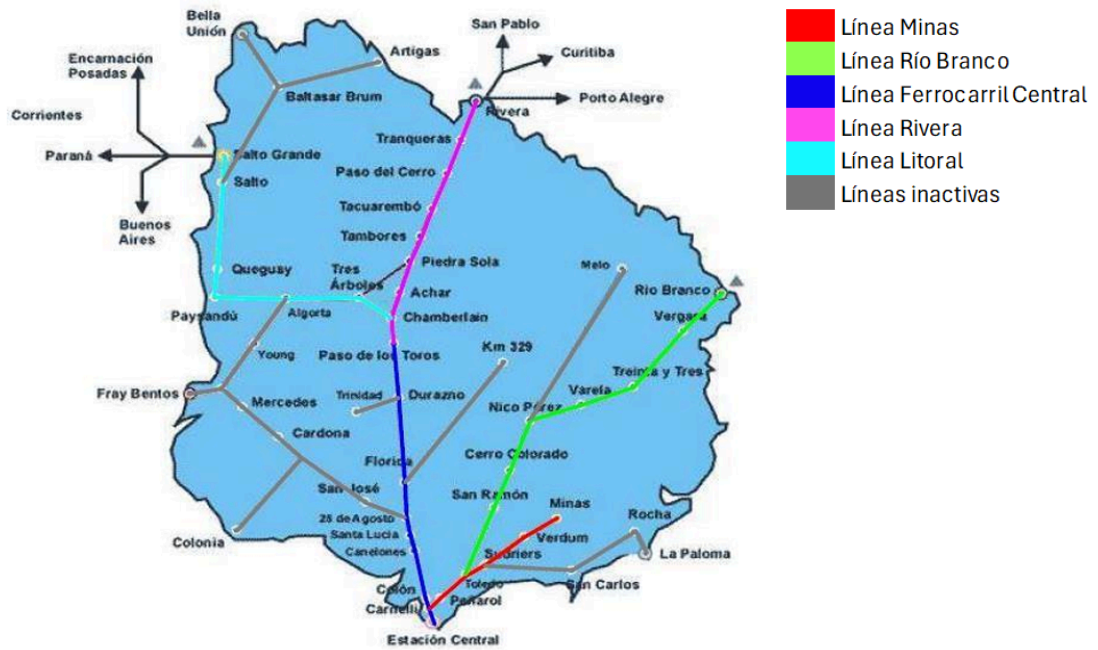 Bella
Unión
Artigas
San Pablo
Curitiba
Encarnación
Posadas
Baltasar Brum
Porto Alegre
Rivera
Corrientes
Tranqueras
Paraná
Salto Grande
Paso del Cerro
Salto
Tacuarembó
Buenos
Aires
Tambores
Queguay
Tres
Árboles
Piedra Sola
Melo
Achar
Rio Branco
Paysandú
Algorta
Chamberlain
Vergara
Young
Paso de los Toros
Km 329
Treinta y Tres
Fray Bentos
Trinidad
Durazno
Varela
Mercedes
Nico Pérez
Cardona
Florida
Cerro Colorado
San José
San Ramón
Minas
25 de Agosto
Rocha
Colonia
Santa Lucia
Verdum
Canelones
Sudriers
La Paloma
Toledo
San Carlos
Colón
Peñarol
Carnelli
Estación Central
Línea Minas
Línea Río Branco
Línea Ferrocarril Central
Línea Rivera
Línea Litoral
Líneas inactivas